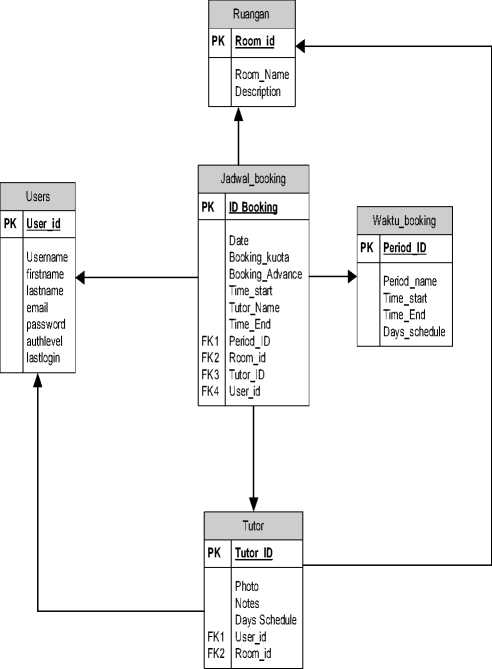 Ruangan
PK Room_id
Room_Name
Description
Jadwal_booking
PK ID Booking
Date
Booking_kuota
Booking_Advance
Time_start
Tutor_Name
Time_End
FK1 Period_ID
FK2 Room_id
FK3 Tutor_ID
FK4 User_id
Users
PK User_id
Username
firstname
lastname
email
password
authlevel
lastlogin
Waktu_booking
PK Period_ID
Period_name
Time_start
Time_End
Days_schedule
Tutor
PK Tutor_ID
Photo
Notes
Days Schedule
FK1 User_id
FK2 Room_id